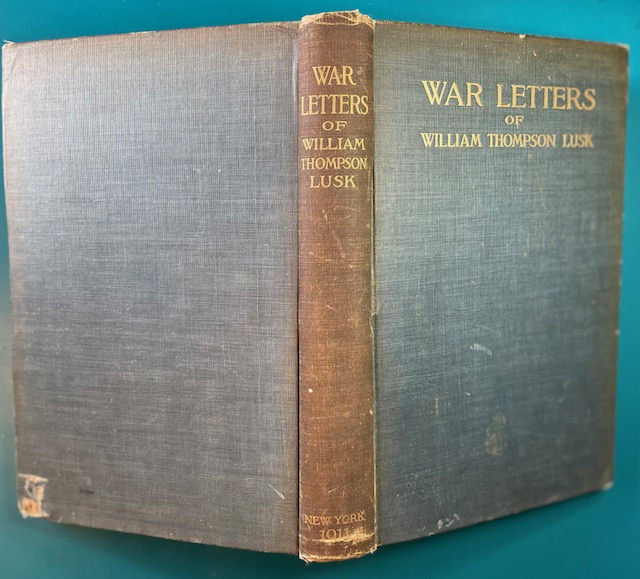 WAR
LETTERS
OF
WILLIAM
THOMPSON
LUSK
NEW YORK
1911
WAR LETTERS
OF
WILLIAM THOMPSON LUSK